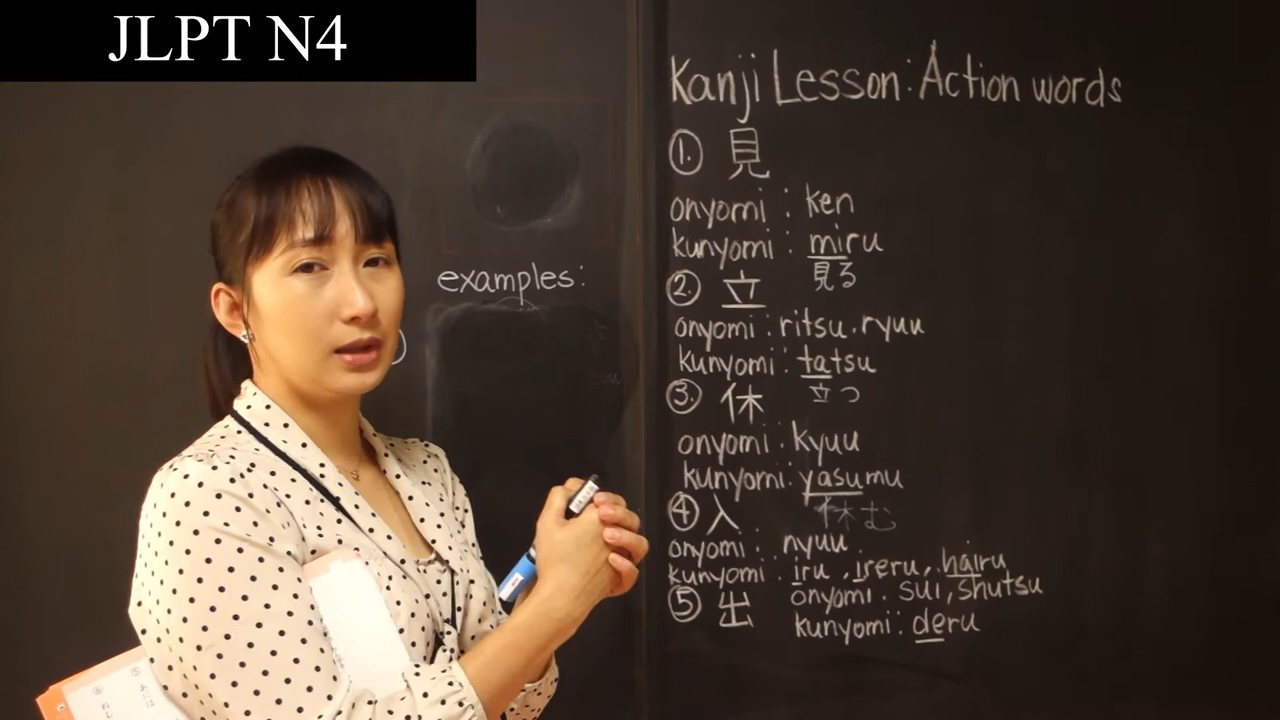 JLPT N4
Kanji Lesson: Action words
① 見
onyomi: ken
kunyomi: miru
見る
② 立
onyomi: ritsu. ryuu
kunyomi: tatsu
立つ
③ 休
onyomi: kyuu
kunyomi: yasumu
休む
④ 入
onyomi: nyuu
kunyomi: iru, ireru, hairu
⑤ 出
onyomi: sui, shutsu
kunyomi: deru
examples: